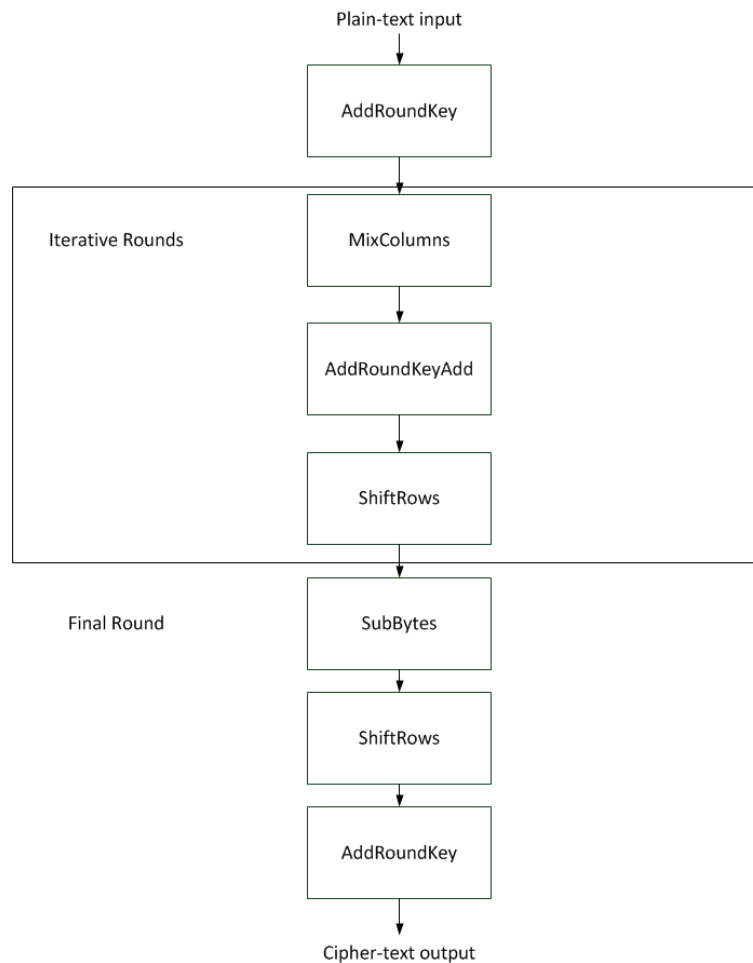 Plain-text input
AddRoundKey
Iterative Rounds
MixColumns
AddRoundKeyAdd
ShiftRows
Final Round
SubBytes
ShiftRows
AddRoundKey
Cipher-text output